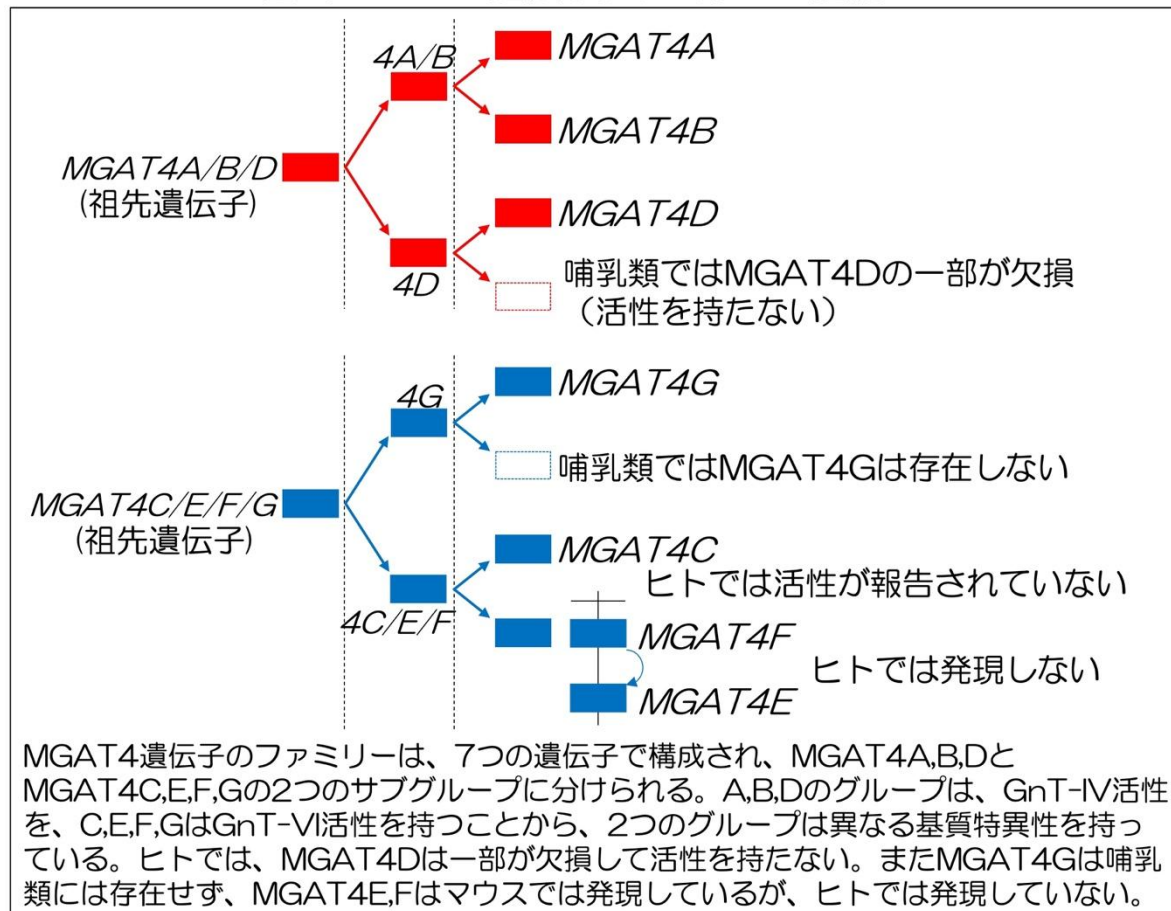 4A/B
MGAT4A
MGAT4B
MGAT4A/B/D
(祖先遺伝子)
MGAT4D
4D
哺乳類ではMGAT4Dの一部が欠損
（活性を持たない）
4G
MGAT4G
哺乳類ではMGAT4Gは存在しない
MGAT4C/E/F/G
(祖先遺伝子)
MGAT4C
ヒトでは活性が報告されていない
4C/E/F
MGAT4F
ヒトでは発現しない
MGAT4E
MGAT4遺伝子のファミリーは、7つの遺伝子で構成され、MGAT4A,B,Dと
MGAT4C,E,F,Gの2つのサブグループに分けられる。A,B,Dのグループは、GnT-IV活性
を、C,E,F,GはGnT-VI活性を持つことから、2つのグループは異なる基質特異性を持っ
ている。ヒトでは、MGAT4Dは一部が欠損して活性を持たない。またMGAT4Gは哺乳
類には存在せず、MGAT4E,Fはマウスでは発現しているが、ヒトでは発現していない。